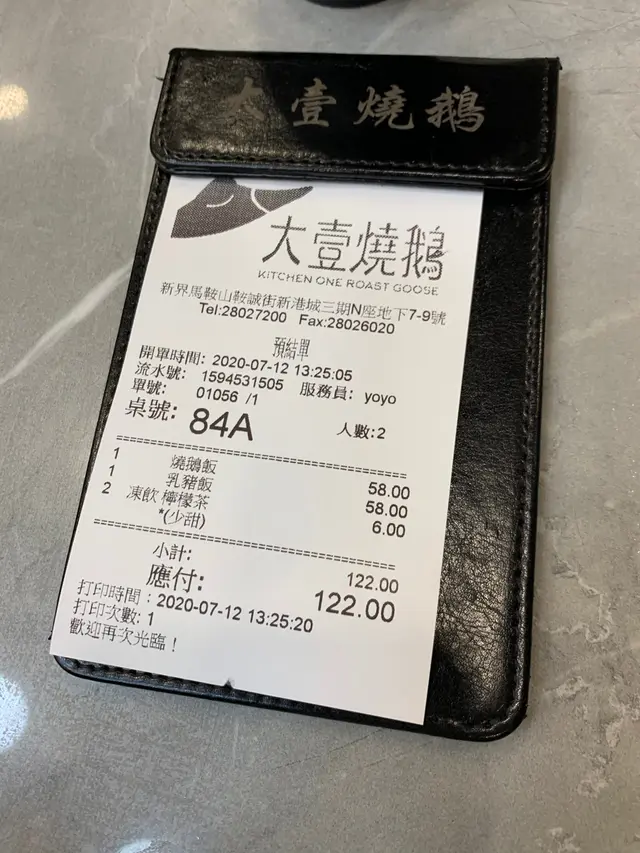 大壹燒鵝
大壹燒鵝
KITCHEN ONE ROAST GOOSE
新界馬鞍山鞍誠街新港城三期N座地下7-9號
Tel:28027200 Fax:28026020
預結單
開單時間: 2020-07-12 13:25:05
流水號: 1594531505 服務員: yoyo
單號: 01056 /1
桌號: 84A 人數:2
1 燒鵝飯 58.00
1 乳豬飯 58.00
2 凍飲 檸檬茶 6.00
*(少甜)
小計: 122.00
應付: 122.00
打印時間：2020-07-12 13:25:20
打印次數: 1
歡迎再次光臨！